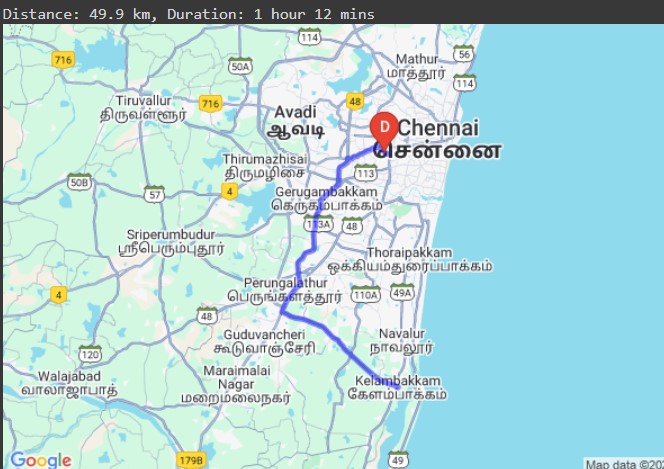 Distance: 49.9 km, Duration: 1 hour 12 mins
114
Mathur
மாத்தூர்
56
716
50A
114
Tiruvallur
திருவள்ளூர்
716
Avadi
ஆவடி
48
D
Chennai
சென்னை
Thirumazhisai
திருமழிசை
113
50B
57
4
Gerugambakkam
கெருகம்பாக்கம்
113A
48
Sriperumbudur
ஸ்ரீபெரும்புதூர்
Thoraipakkam
ஒக்கியம்துரைப்பாக்கம்
Perungalathur
பெருங்களத்தூர்
4
110A
49A
48
Guduvancheri
கூடுவாஞ்சேரி
Navalur
நாவலூர்
120
Walajabad
வாலாஜாபாத்
Maraimalai
Nagar
மறைமலைநகர்
Kelambakkam
கேளம்பாக்கம்
Google
179B
49
Map data ©202